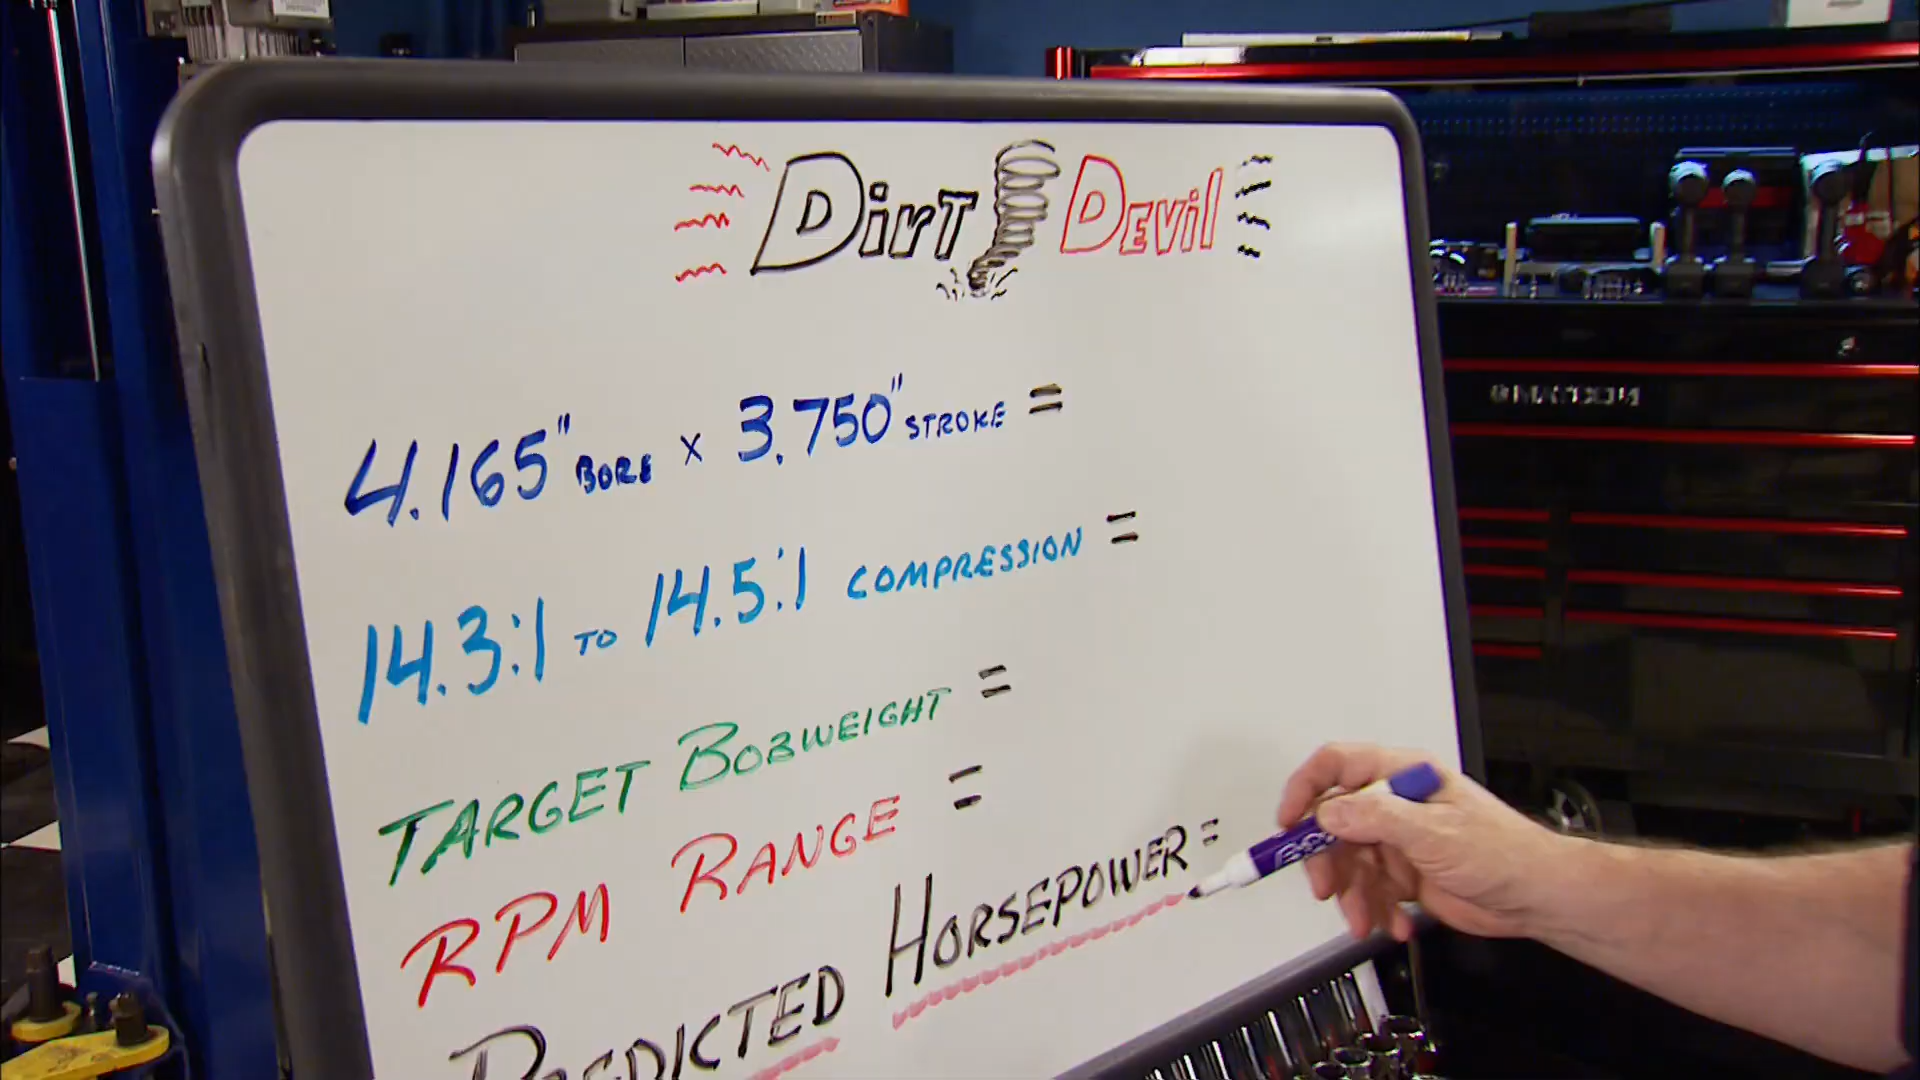 Dirt Devil
4.165" BORE x 3.750" STROKE =
14.3:1 TO 14.5:1 COMPRESSION =
TARGET BOBWEIGHT =
RPM RANGE =
PREDICTED HORSEPOWER =
MATCO